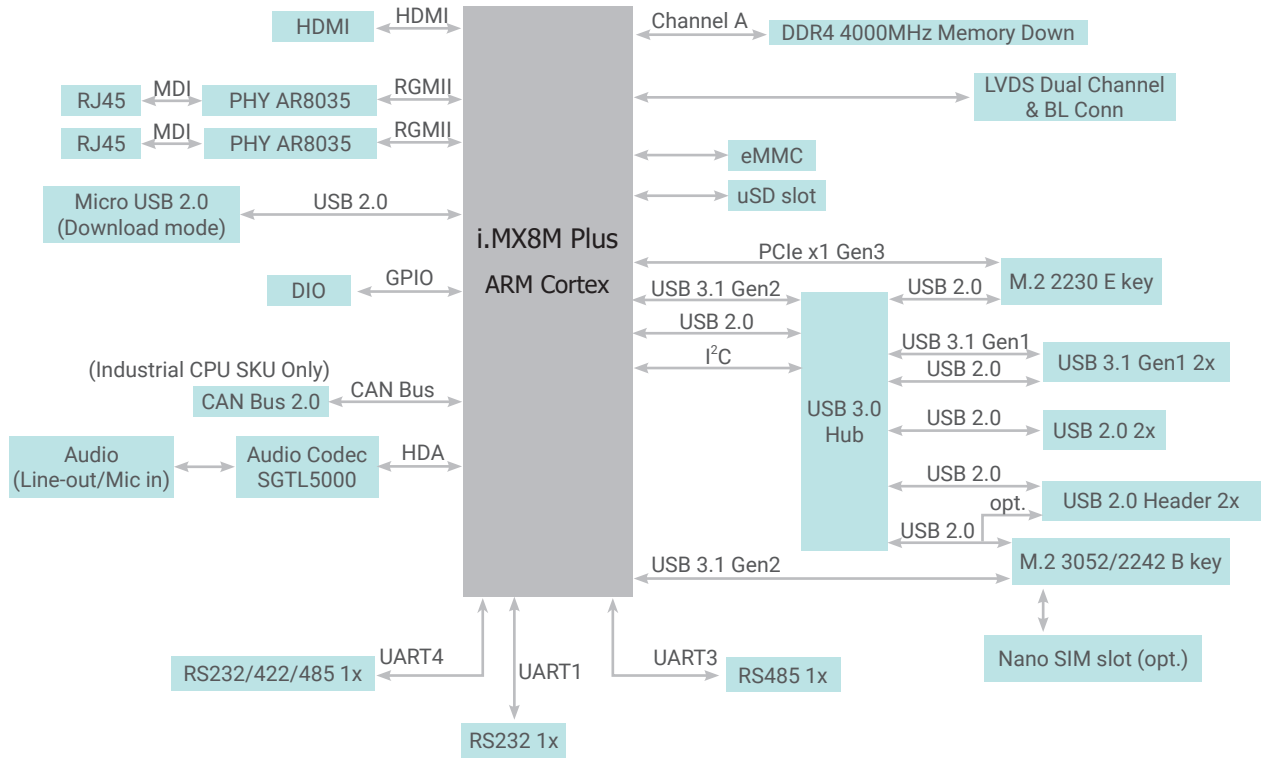 HDMI
HDMI
Channel A
DDR4 4000MHz Memory Down
RJ45
MDI
PHY AR8035
RGMII
LVDS Dual Channel
& BL Conn
RJ45
MDI
PHY AR8035
RGMII
eMMC
uSD slot
Micro USB 2.0
(Download mode)
USB 2.0
i.MX8M Plus
ARM Cortex
PCIe x1 Gen3
M.2 2230 E key
DIO
GPIO
USB 3.1 Gen2
USB 2.0
USB 2.0
I²C
USB 3.1 Gen1
USB 2.0
USB 3.1 Gen1 2x
(Industrial CPU SKU Only)
CAN Bus 2.0
CAN Bus
USB 3.0
Hub
USB 2.0
USB 2.0 2x
Audio
(Line-out/Mic in)
Audio Codec
SGTL5000
HDA
USB 2.0
opt.
USB 2.0 Header 2x
USB 2.0
USB 3.1 Gen2
M.2 3052/2242 B key
Nano SIM slot (opt.)
RS232/422/485 1x
UART4
UART1
UART3
RS485 1x
RS232 1x